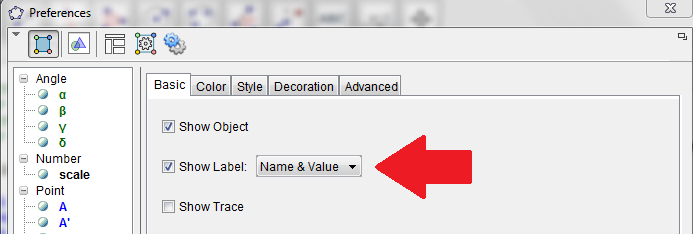 Preferences
Angle
α
β
γ
δ
Number
scale
Point
A
A'
Basic Color Style Decoration Advanced
Show Object
Show Label: Name & Value
Show Trace